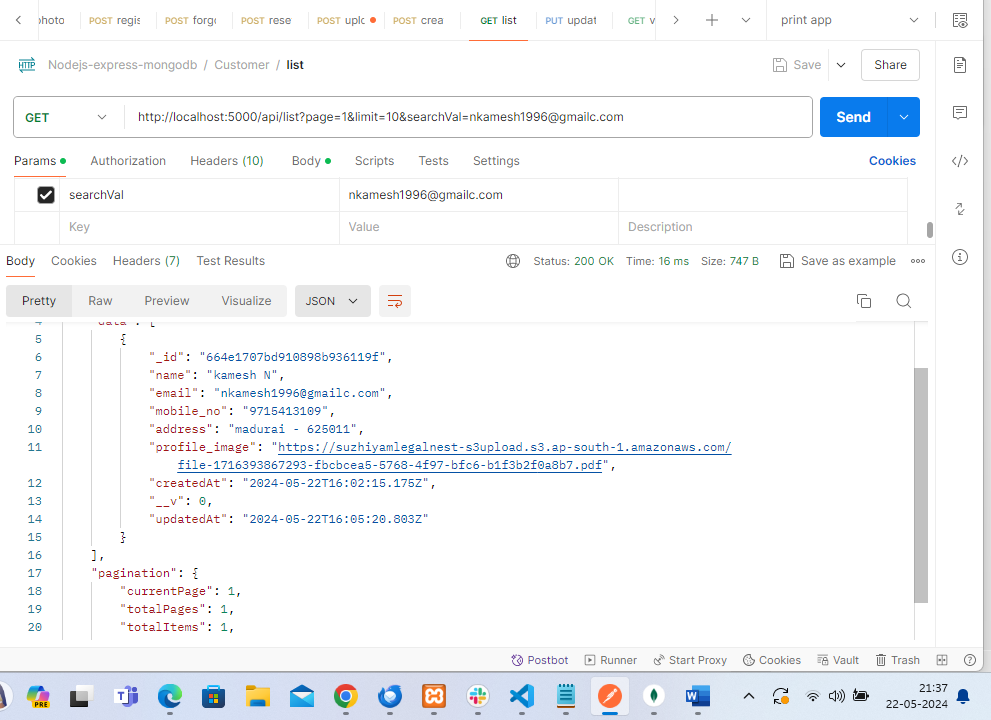 photo POST regis POST forgo POST rese POST uplo POST crea GET list PUT updat GET v print app
HTTP Nodejs-express-mongodb / Customer / list Save Share
GET http://localhost:5000/api/list?page=1&limit=10&searchVal=nkamesh1996@gmailc.com Send
Params Authorization Headers (10) Body Scripts Tests Settings Cookies
searchVal nkamesh1996@gmailc.com
Key Value Description
Body Cookies Headers (7) Test Results Status: 200 OK Time: 16 ms Size: 747 B Save as example
Pretty Raw Preview Visualize JSON
4 "data": [
5 {
6 "_id": "664e1707bd910898b936119f",
7 "name": "kamesh N",
8 "email": "nkamesh1996@gmailc.com",
9 "mobile_no": "9715413109",
10 "address": "madurai - 625011",
11 "profile_image": "https://suzhiyamlegalnest-s3upload.s3.ap-south-1.amazonaws.com/
file-1716393867293-fbcbcea5-5768-4f97-bfc6-b1f3b2f0a8b7.pdf",
12 "createdAt": "2024-05-22T16:02:15.175Z",
13 "__v": 0,
14 "updatedAt": "2024-05-22T16:05:20.803Z"
15 }
16 ],
17 "pagination": {
18 "currentPage": 1,
19 "totalPages": 1,
20 "totalItems": 1,
Postbot Runner Start Proxy Cookies Vault Trash
PRE
21:37
22-05-2024